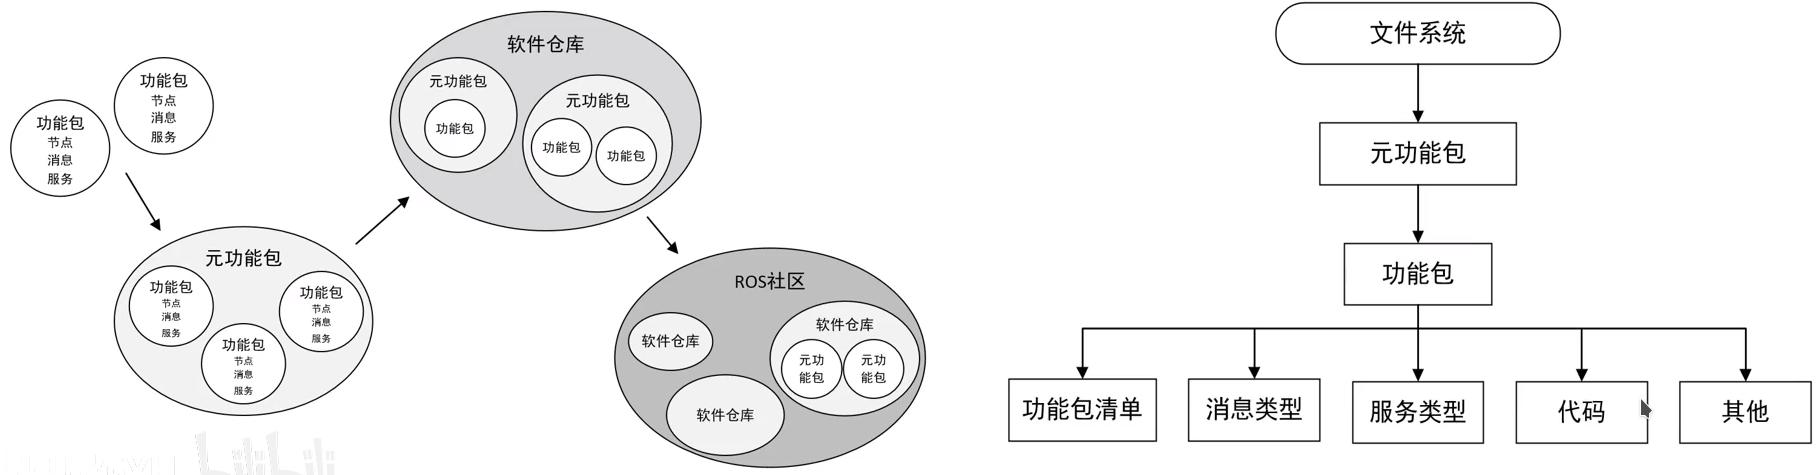 功能包
节点
消息
服务
功能包
节点
消息
服务
元功能包
功能包
节点
消息
服务
功能包
节点
消息
服务
功能包
节点
消息
服务
软件仓库
元功能包
功能包
元功能包
功能包
功能包
ROS社区
软件仓库
软件仓库
软件仓库
元功
能包
元功
能包
文件系统
元功能包
功能包
功能包清单
消息类型
服务类型
代码
其他
bilibili